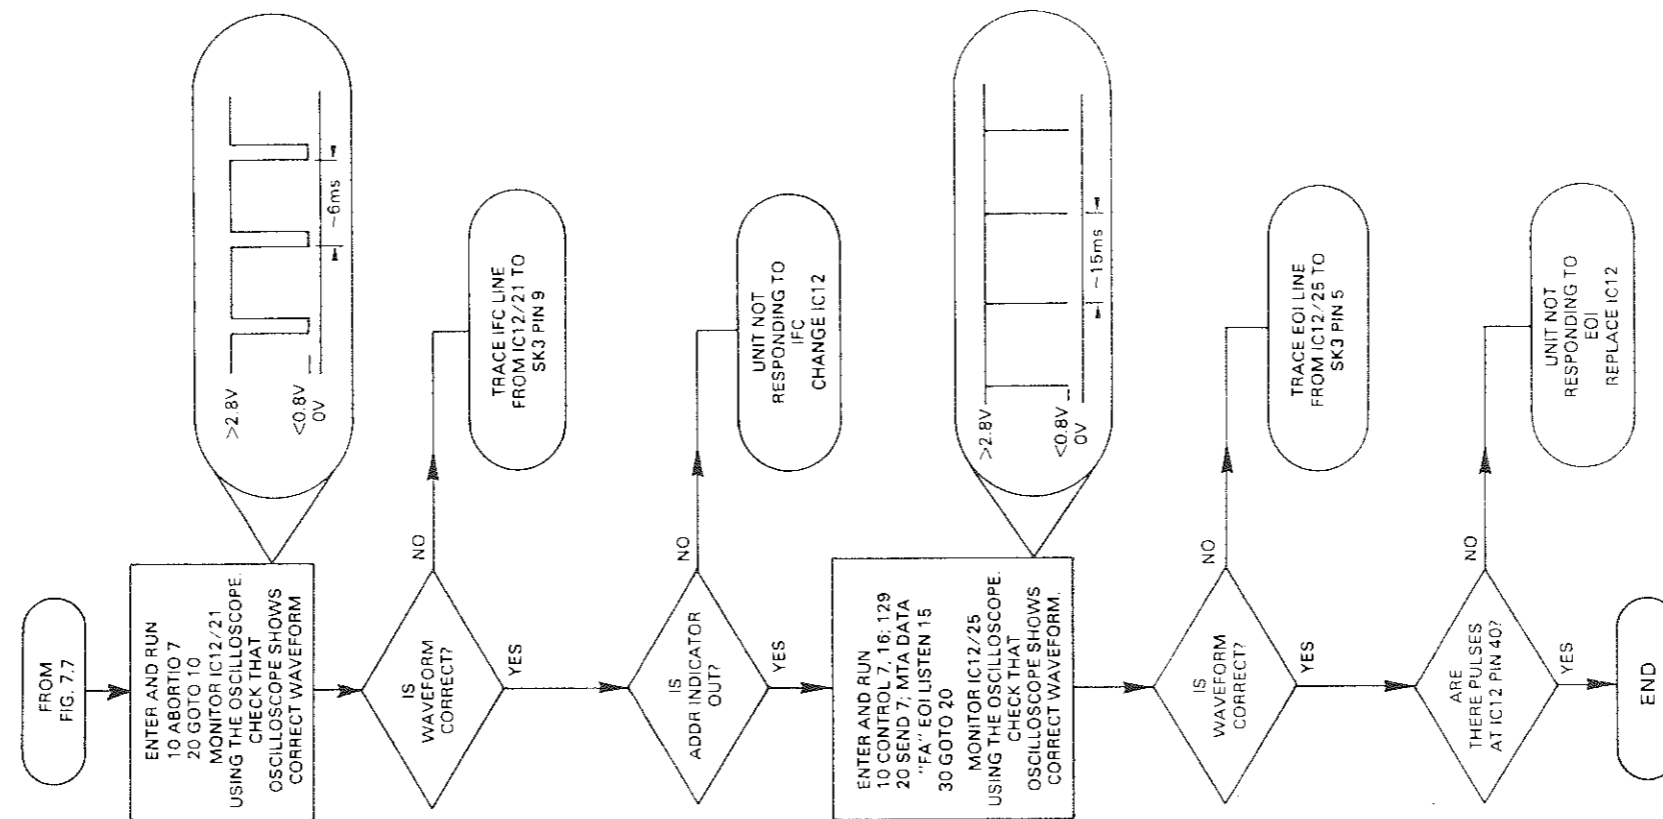 FROM
FIG. 7.7
ENTER AND RUN
10 ABORTIO 7
20 GOTO 10
MONITOR IC12/21
USING THE OSCILLOSCOPE.
CHECK THAT
OSCILLOSCOPE SHOWS
CORRECT WAVEFORM
>2.8V
<0.8V
0V
~6ms
IS
WAVEFORM
CORRECT?
NO
TRACE IFC LINE
FROM IC12/21 TO
SK3 PIN 9
YES
IS
ADDR INDICATOR
OUT?
NO
UNIT NOT
RESPONDING TO
IFC
CHANGE IC12
YES
ENTER AND RUN
10 CONTROL 7, 16; 129
20 SEND 7; MTA DATA
"FA" EOI LISTEN 15
30 GOTO 20
MONITOR IC12/25
USING THE OSCILLOSCOPE.
CHECK THAT
OSCILLOSCOPE SHOWS
CORRECT WAVEFORM.
>2.8V
<0.8V
0V
~15ms
IS
WAVEFORM
CORRECT?
NO
TRACE EOI LINE
FROM IC12/25 TO
SK3 PIN 5
YES
ARE
THERE PULSES
AT IC12 PIN 40?
NO
UNIT NOT
RESPONDING TO
EOI
REPLACE IC12
YES
END